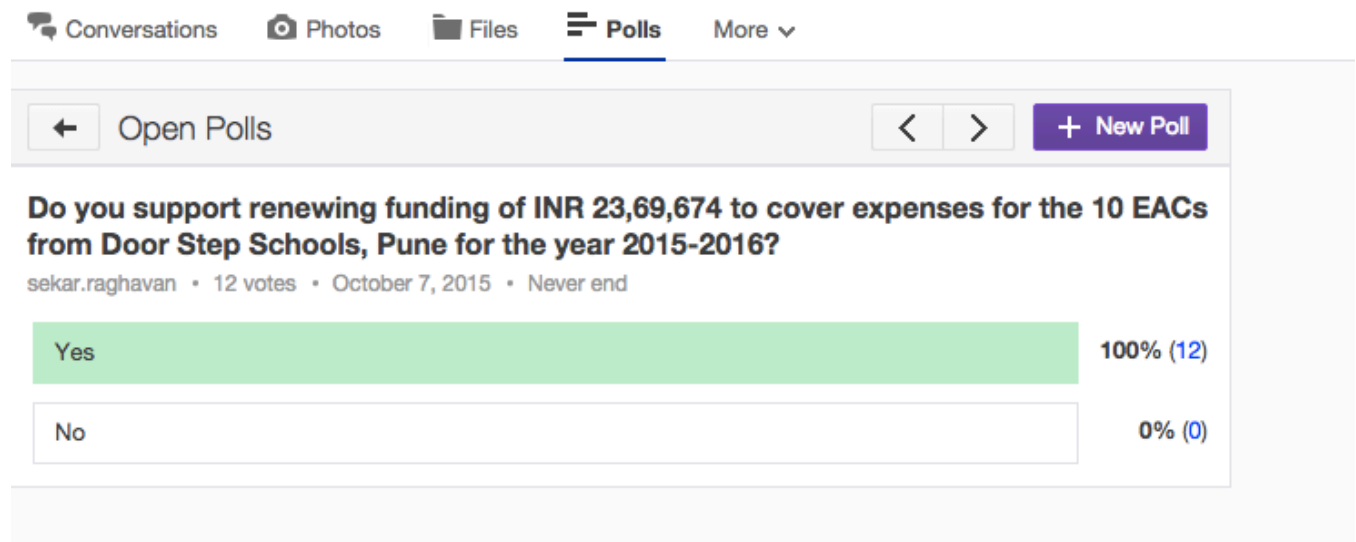 Conversations Photos Files Polls More
Open Polls
+ New Poll
Do you support renewing funding of INR 23,69,674 to cover expenses for the 10 EACs
from Door Step Schools, Pune for the year 2015-2016?
sekar.raghavan • 12 votes • October 7, 2015 • Never end
Yes 100% (12)
No 0% (0)